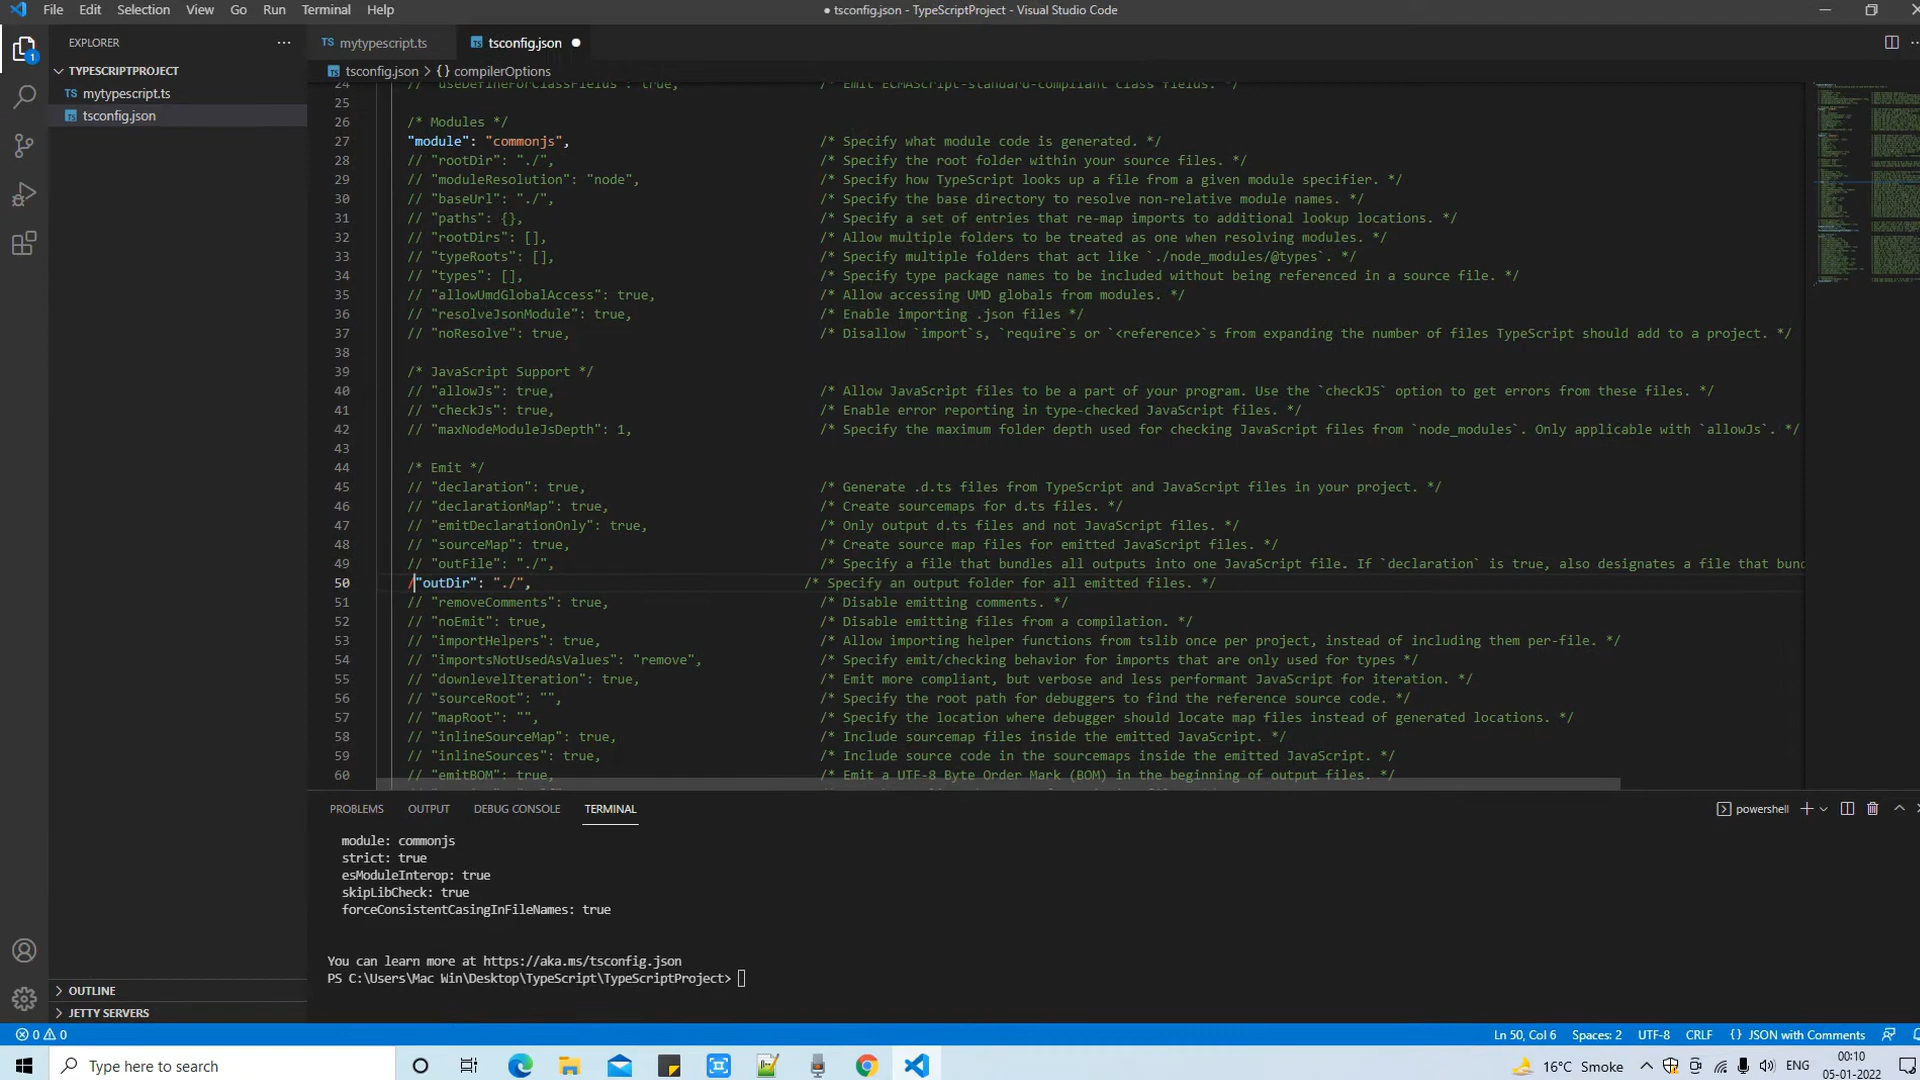 File Edit Selection View Go Run Terminal Help
● tsconfig.json - TypeScriptProject - Visual Studio Code
EXPLORER ···
TYPESCRIPTPROJECT
TS mytypescript.ts
tsconfig.json
TS mytypescript.ts
tsconfig.json ●
tsconfig.json > {} compilerOptions
24 // "useDefineForClassFields": true, /* Emit ECMAScript-standard-compliant class fields. */
25
26 /* Modules */
27 "module": "commonjs", /* Specify what module code is generated. */
28 // "rootDir": "./", /* Specify the root folder within your source files. */
29 // "moduleResolution": "node", /* Specify how TypeScript looks up a file from a given module specifier. */
30 // "baseUrl": "./", /* Specify the base directory to resolve non-relative module names. */
31 // "paths": {}, /* Specify a set of entries that re-map imports to additional lookup locations. */
32 // "rootDirs": [], /* Allow multiple folders to be treated as one when resolving modules. */
33 // "typeRoots": [], /* Specify multiple folders that act like `./node_modules/@types`. */
34 // "types": [], /* Specify type package names to be included without being referenced in a source file. */
35 // "allowUmdGlobalAccess": true, /* Allow accessing UMD globals from modules. */
36 // "resolveJsonModule": true, /* Enable importing .json files */
37 // "noResolve": true, /* Disallow `import`s, `require`s or `<reference>`s from expanding the number of files TypeScript should add to a project. */
38
39 /* JavaScript Support */
40 // "allowJs": true, /* Allow JavaScript files to be a part of your program. Use the `checkJS` option to get errors from these files. */
41 // "checkJs": true, /* Enable error reporting in type-checked JavaScript files. */
42 // "maxNodeModuleJsDepth": 1, /* Specify the maximum folder depth used for checking JavaScript files from `node_modules`. Only applicable with `allowJs`. */
43
44 /* Emit */
45 // "declaration": true, /* Generate .d.ts files from TypeScript and JavaScript files in your project. */
46 // "declarationMap": true, /* Create sourcemaps for d.ts files. */
47 // "emitDeclarationOnly": true, /* Only output d.ts files and not JavaScript files. */
48 // "sourceMap": true, /* Create source map files for emitted JavaScript files. */
49 // "outFile": "./", /* Specify a file that bundles all outputs into one JavaScript file. If `declaration` is true, also designates a file that bund
50 /"outDir": "./", /* Specify an output folder for all emitted files. */
51 // "removeComments": true, /* Disable emitting comments. */
52 // "noEmit": true, /* Disable emitting files from a compilation. */
53 // "importHelpers": true, /* Allow importing helper functions from tslib once per project, instead of including them per-file. */
54 // "importsNotUsedAsValues": "remove", /* Specify emit/checking behavior for imports that are only used for types */
55 // "downlevelIteration": true, /* Emit more compliant, but verbose and less performant JavaScript for iteration. */
56 // "sourceRoot": "", /* Specify the root path for debuggers to find the reference source code. */
57 // "mapRoot": "", /* Specify the location where debugger should locate map files instead of generated locations. */
58 // "inlineSourceMap": true, /* Include sourcemap files inside the emitted JavaScript. */
59 // "inlineSources": true, /* Include source code in the sourcemaps inside the emitted JavaScript. */
60 // "emitBOM": true, /* Emit a UTF-8 Byte Order Mark (BOM) in the beginning of output files. */
PROBLEMS OUTPUT DEBUG CONSOLE TERMINAL
powershell
module: commonjs
strict: true
esModuleInterop: true
skipLibCheck: true
forceConsistentCasingInFileNames: true
You can learn more at https://aka.ms/tsconfig.json
PS C:\Users\Mac Win\Desktop\TypeScript\TypeScriptProject>
OUTLINE
JETTY SERVERS
0 0
Ln 50, Col 6 Spaces: 2 UTF-8 CRLF {} JSON with Comments
Type here to search
16°C Smoke
ENG
00:10
05-01-2022